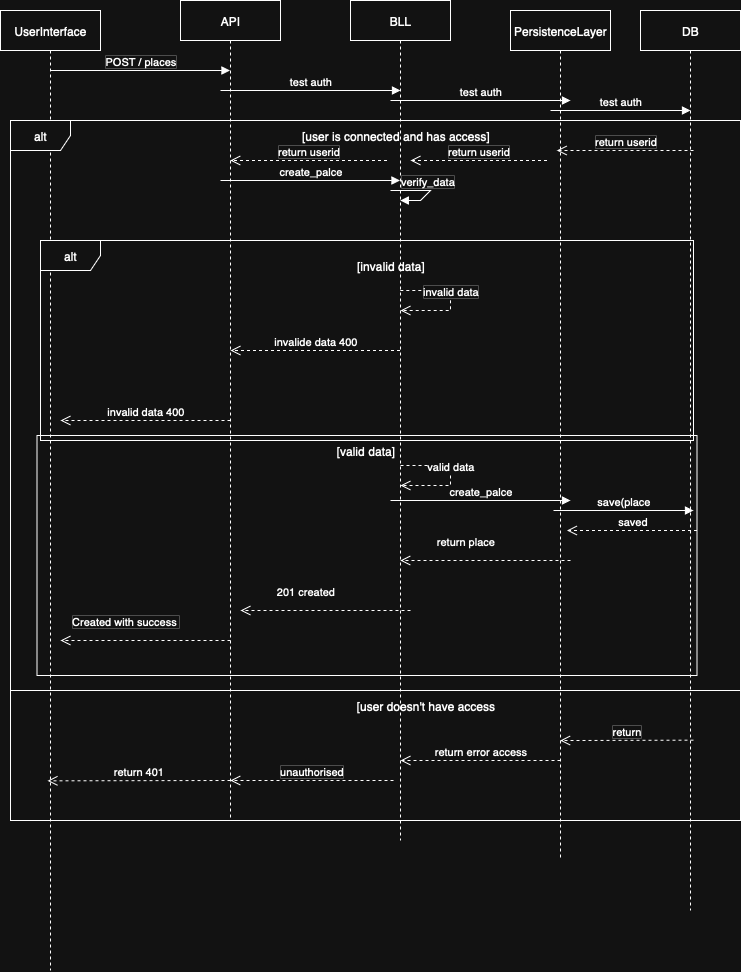 UserInterface
API
BLL
PersistenceLayer
DB
POST / places
test auth
test auth
test auth
alt
[user is connected and has access]
return userid
return userid
return userid
create_palce
verify_data
alt
[invalid data]
invalid data
invalide data 400
invalid data 400
[valid data]
valid data
create_palce
save(place
saved
return place
201 created
Created with success
[user doesn't have access
return
return error access
unauthorised
return 401